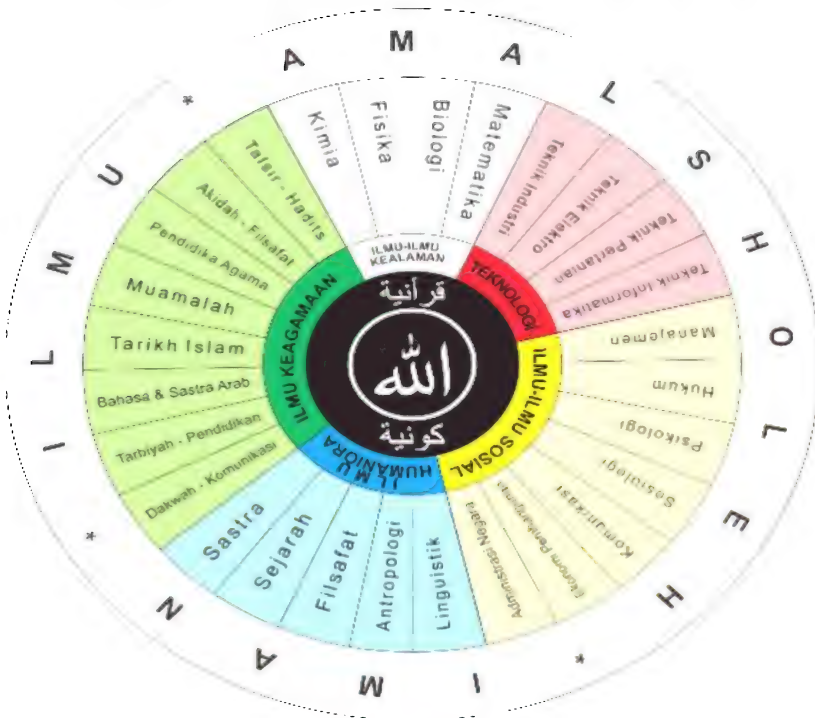 AMAL SHOLEH * IMAN * ILMU *
ILMU-ILMU
KEALAMAN
Kimia
Fisika
Biologi
Matematika
TEKNOLOGI
Teknik Industri
Teknik Elektro
Teknik Pertanian
Teknik Informatika
ILMU-ILMU SOSIAL
Manajemen
Hukum
Psikologi
Sosiologi
Komunikasi
Ekonom Pembangunan
Administrasi Negara
ILMU
HUMANIORA
Linguistik
Antropologi
Filsafat
Sejarah
Sastra
ILMU KEAGAMAAN
Dakwah - Komunikasi
Tarbiyah - Pendidikan
Bahasa & Sastra Arab
Tarikh Islam
Muamalah
Pendidika Agama
Akidah - Filsafat
Tafsir - Hadits
قرأنية
الله
كونية